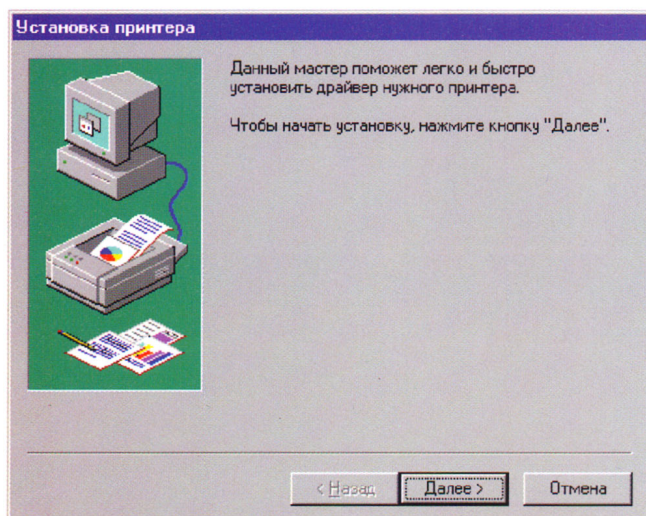 Установка принтера
Данный мастер поможет легко и быстро
установить драйвер нужного принтера.
Чтобы начать установку, нажмите кнопку "Далее".
< Назад
Далее >
Отмена